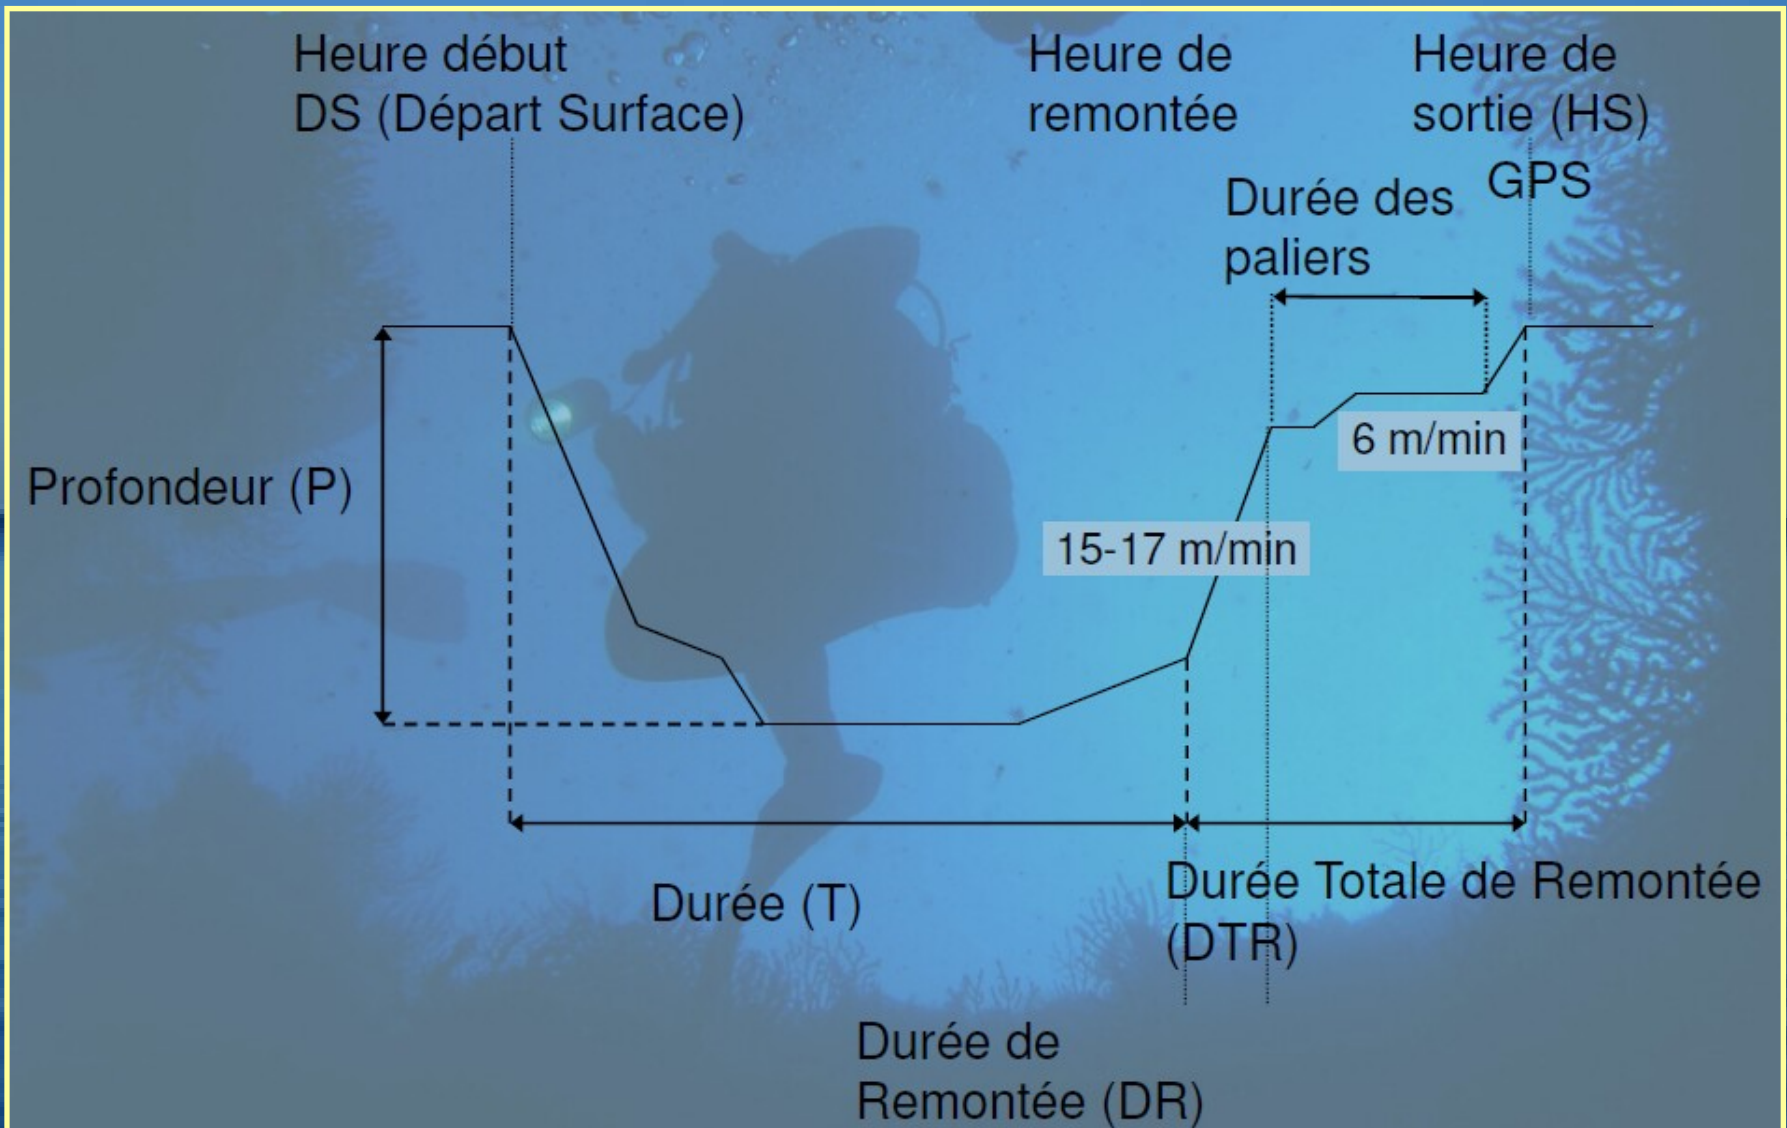 Heure début
DS (Départ Surface)
Heure de
remontée
Heure de
sortie (HS)
GPS
Durée des
paliers
6 m/min
Profondeur (P)
15-17 m/min
Durée (T)
Durée Totale de Remontée
(DTR)
Durée de
Remontée (DR)